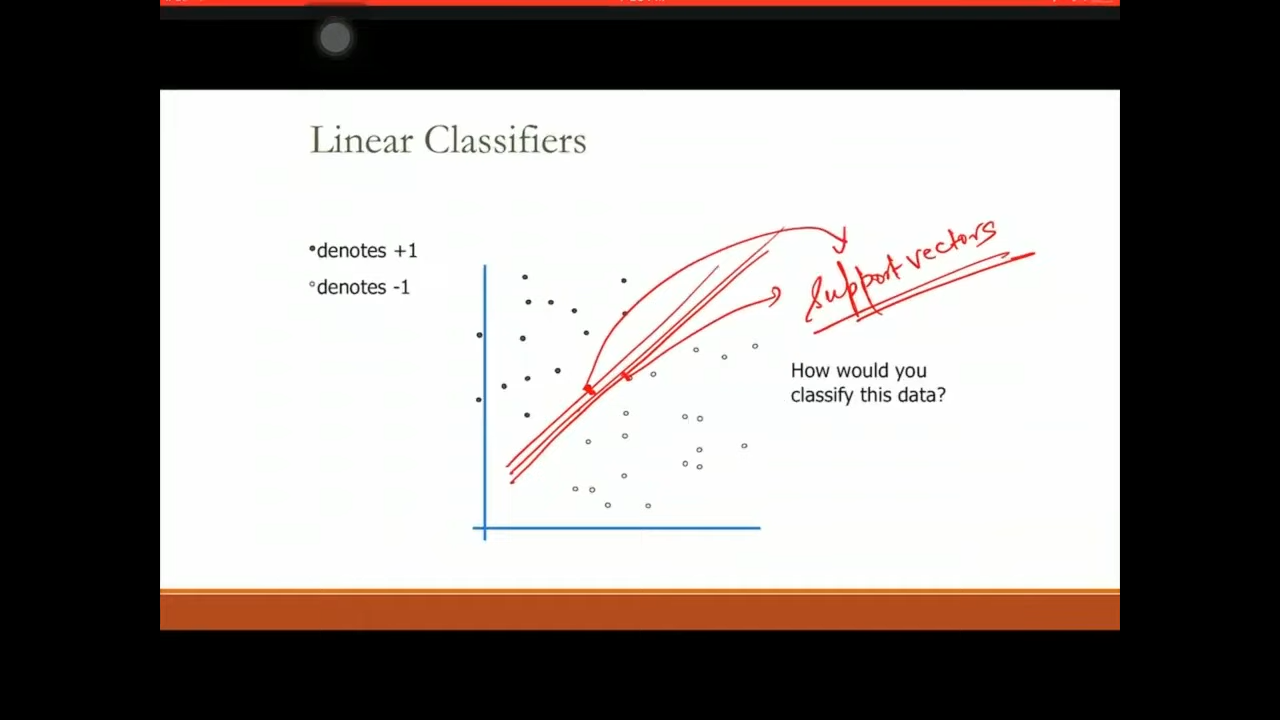 Linear Classifiers
•denotes +1
°denotes -1
Support vectors
How would you
classify this data?